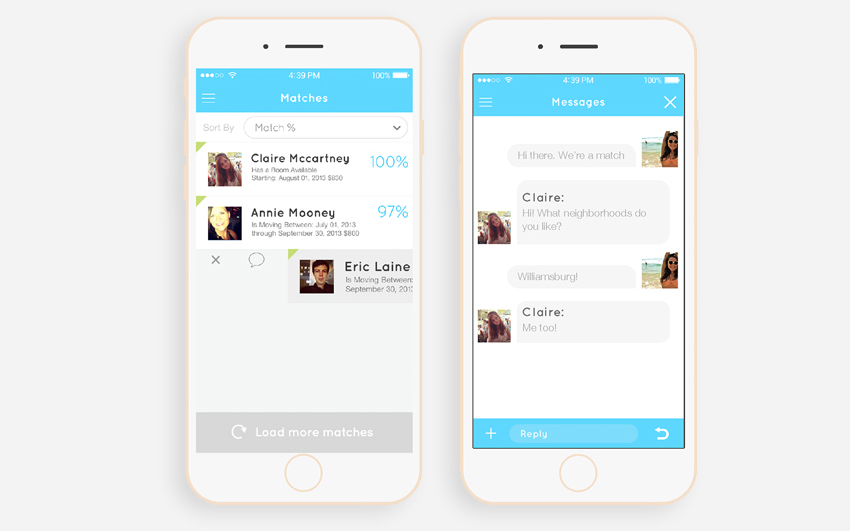 4:39 PM 100%
Matches
Sort By Match %
Claire Mccartney 100%
Has a Room Available
Starting: August 01, 2013 $850
Annie Mooney 97%
Is Moving Between: July 01, 2013
through September 30, 2013 $800
Eric Laine
Is Moving Between:
September 30, 2013
Load more matches
4:39 PM 100%
Messages
Hi there. We're a match
Claire:
Hi! What neighborhoods do
you like?
Williamsburg!
Claire:
Me too!
Reply